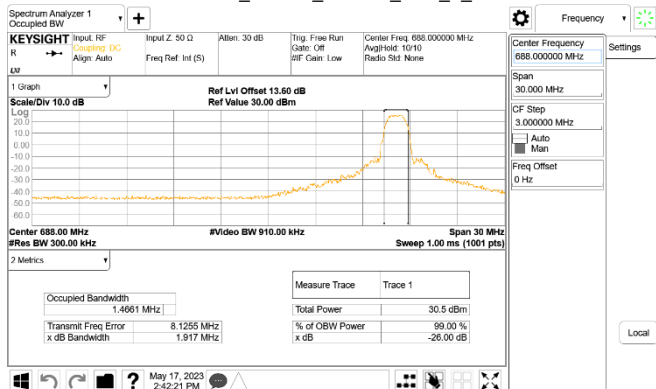 Spectrum Analyzer 1
Occupied BW
+
Frequency
KEYSIGHT
R
Input: RF
Coupling: DC
Align: Auto
Input Z: 50 Ω
Freq Ref: Int (S)
Atten: 30 dB
Trig: Free Run
Gate: Off
#IF Gain: Low
Center Freq: 688.000000 MHz
Avg|Hold: 10/10
Radio Std: None
Center Frequency
688.000000 MHz
Settings
Span
30.000 MHz
CF Step
3.000000 MHz
Auto
Man
Freq Offset
0 Hz
Local
1 Graph
Scale/Div 10.0 dB
Ref Lvl Offset 13.60 dB
Ref Value 30.00 dBm
Log
20.0
10.0
0.00
-10.0
-20.0
-30.0
-40.0
-50.0
-60.0
Center 688.00 MHz
#Res BW 300.00 kHz
#Video BW 910.00 kHz
Span 30 MHz
Sweep 1.00 ms (1001 pts)
2 Metrics
Measure Trace Trace 1
Occupied Bandwidth
1.4661 MHz
Total Power 30.5 dBm
Transmit Freq Error 8.1255 MHz
% of OBW Power 99.00 %
x dB Bandwidth 1.917 MHz
x dB -26.00 dB
?
May 17, 2023
2:42:21 PM